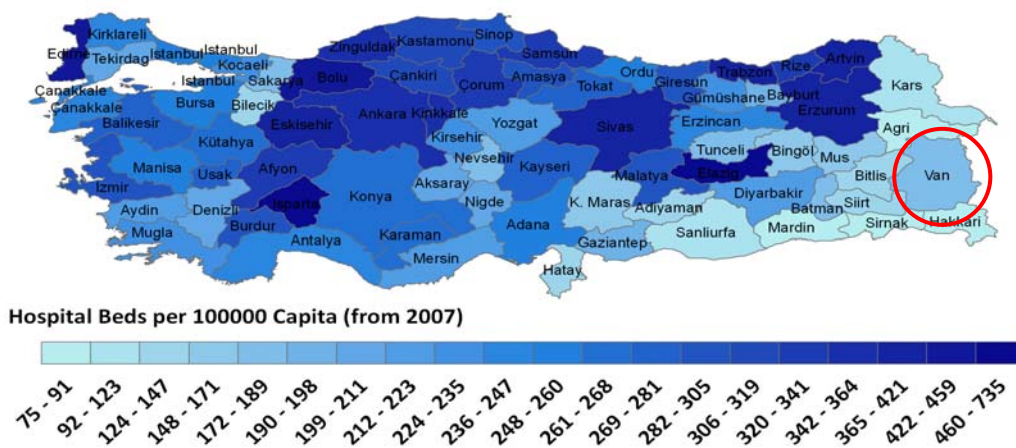 Kirklareli
Edirne
Tekirdag
Istanbul
Istanbul
Istanbul
Kocaeli
Sakarya
Çanakkale
Çanakkale
Balikesir
Bursa
Bilecik
Zinguldak
Kastamonu
Sinop
Samsun
Bolu
Çankiri
Çorum
Amasya
Ordu
Giresun
Trabzon
Rize
Artvin
Kars
Tokat
Gümüshane
Bayburt
Erzurum
Eskisehir
Ankara
Kirikkale
Yozgat
Sivas
Erzincan
Agri
Kütahya
Kirsehir
Tunceli
Bingöl
Mus
Manisa
Usak
Afyon
Nevsehir
Kayseri
Malatya
Elazig
Bitlis
Van
Izmir
Isparta
Konya
Aksaray
Nigde
K. Maras
Adiyaman
Diyarbakir
Batman
Siirt
Aydin
Denizli
Burdur
Mugla
Antalya
Karaman
Adana
Gaziantep
Sanliurfa
Mardin
Sirnak
Hakkari
Mersin
Hatay
Hospital Beds per 100000 Capita (from 2007)
75 - 91
92 - 123
124 - 147
148 - 171
172 - 189
190 - 198
199 - 211
212 - 223
224 - 235
236 - 247
248 - 260
261 - 268
269 - 281
282 - 305
306 - 319
320 - 341
342 - 364
365 - 421
422 - 459
460 - 735